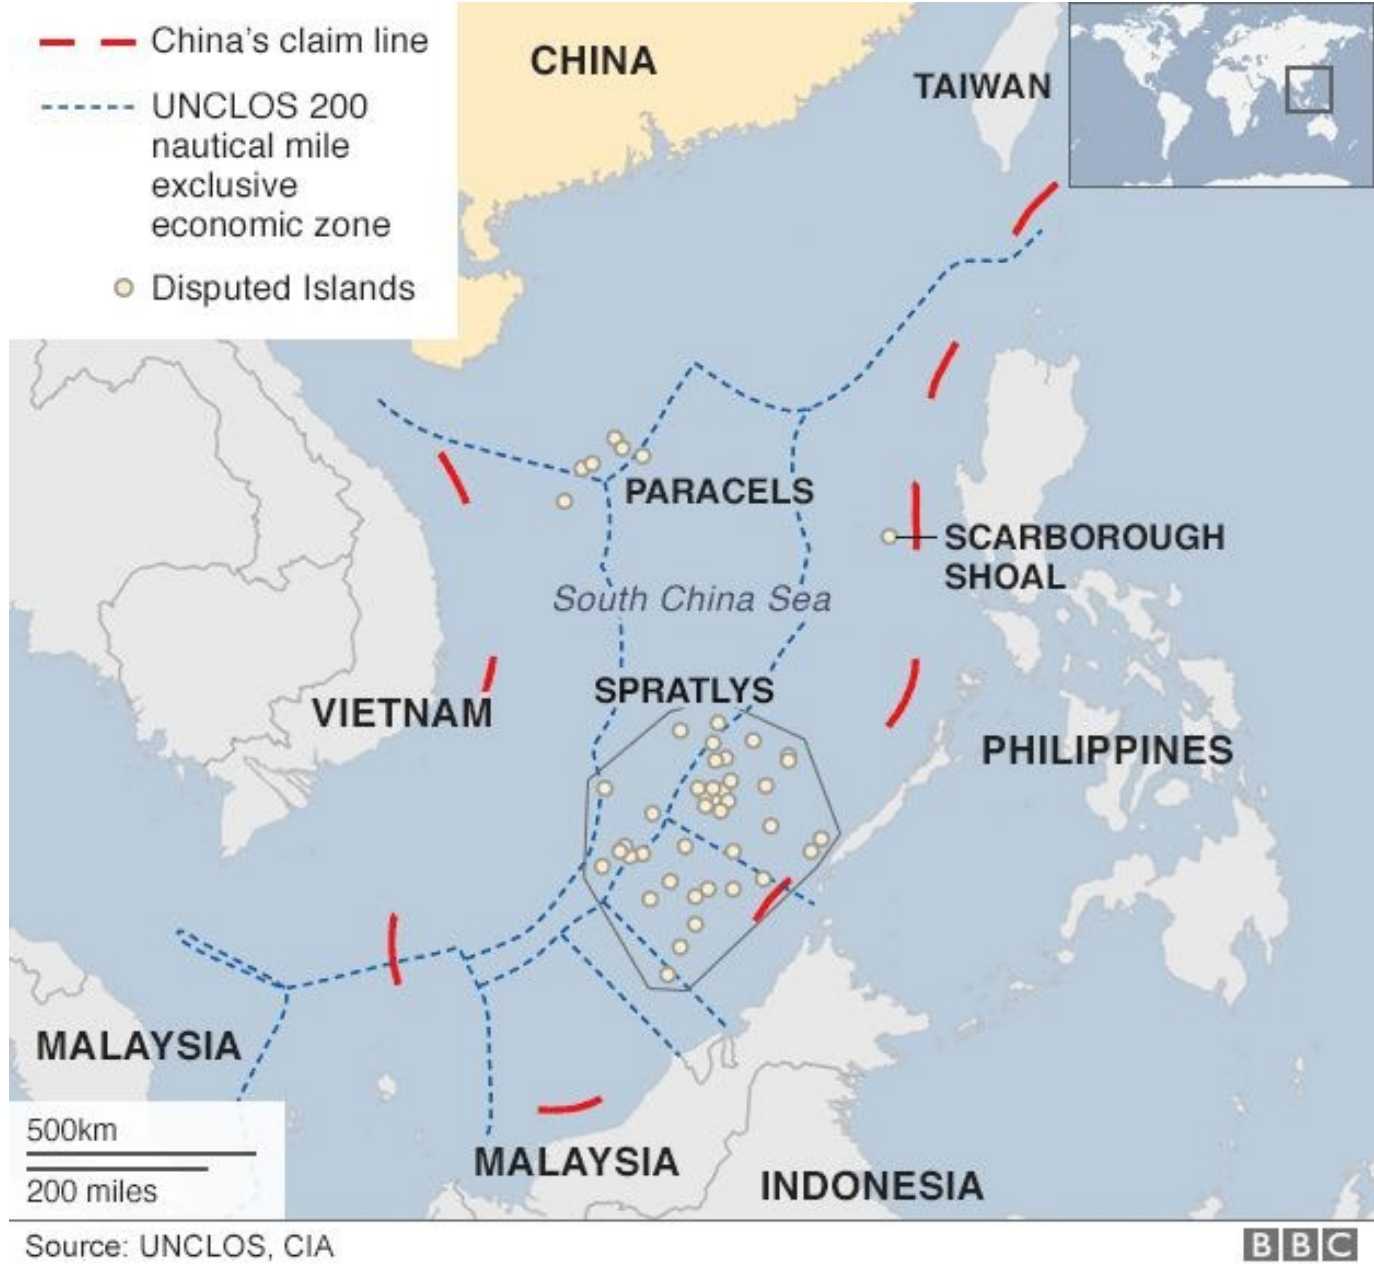 China's claim line
UNCLOS 200
nautical mile
exclusive
economic zone
Disputed Islands
CHINA
TAIWAN
PARACELS
SCARBOROUGH
SHOAL
South China Sea
SPRATLYS
VIETNAM
PHILIPPINES
MALAYSIA
500km
200 miles
MALAYSIA
INDONESIA
Source: UNCLOS, CIA
BBC